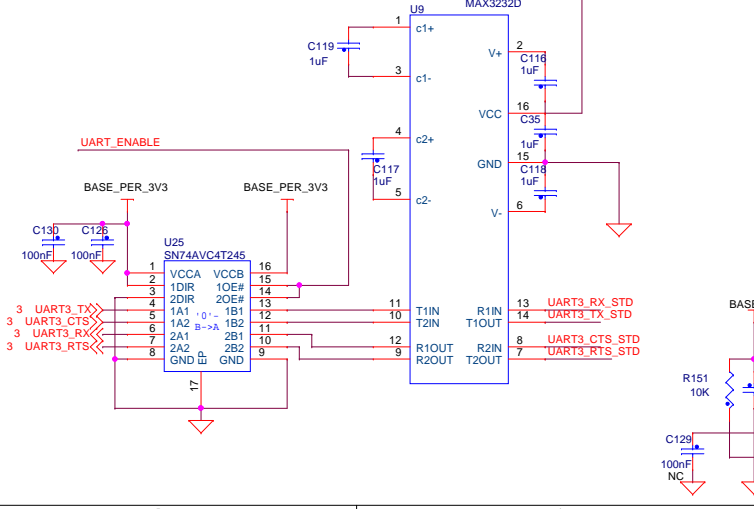 U9
MAX3232D
1
c1+
C119
1uF
3
c1-
4
c2+
C117
1uF
5
c2-
V+
2
C116
1uF
VCC
16
C35
1uF
GND
15
C118
1uF
V-
6
UART_ENABLE
BASE_PER_3V3
BASE_PER_3V3
C130
100nF
C126
100nF
U25
SN74AVC4T245
1
VCCA
VCCB
16
2
1DIR
1OE#
15
3
2DIR
2OE#
14
3
UART3_TX
4
1A1
'0'-
1B1
13
3
UART3_CTS
5
1A2
B->A
1B2
12
3
UART3_RX
6
2A1
2B1
11
3
UART3_RTS
7
2A2
2B2
10
8
GND
EP
GND
9
17
11
T1IN
R1IN
13
UART3_RX_STD
10
T2IN
T1OUT
14
UART3_TX_STD
12
R1OUT
R2IN
8
UART3_CTS_STD
9
R2OUT
T2OUT
7
UART3_RTS_STD
BASE
R151
10K
C129
100nF
NC